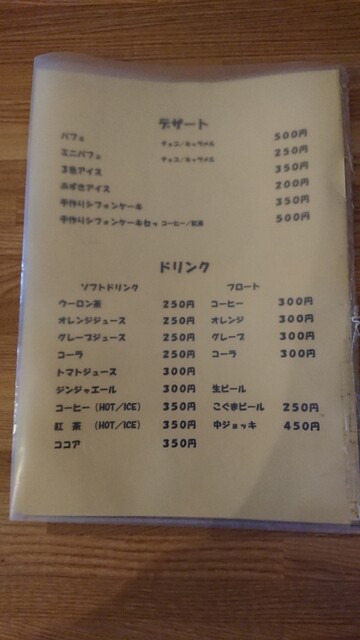 デザート
パフェ チョコ／キャラメル 500円
ミニパフェ チョコ／キャラメル 250円
3色アイス 350円
みずきアイス 200円
手作りシフォンケーキ 350円
手作りシフォンケーキセッ コーヒー／紅茶 500円
ドリンク
ソフトドリンク フロート
ウーロン茶 250円 コーヒー 300円
オレンジジュース 250円 オレンジ 300円
グレープジュース 250円 グレープ 300円
コーラ 250円 コーラ 300円
トマトジュース 300円
ジンジャエール 300円 生ビール
コーヒー (HOT／ICE) 350円 こぐまビール 250円
紅 茶 (HOT／ICE) 350円 中ジョッキ 450円
ココア 350円